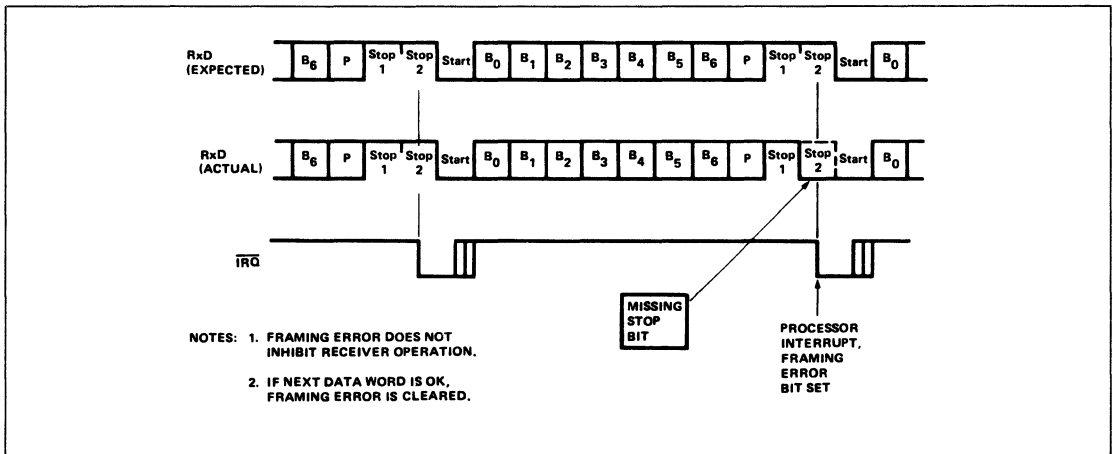 RxD
(EXPECTED)
B6 P Stop 1 Stop 2 Start B0 B1 B2 B3 B4 B5 B6 P Stop 1 Stop 2 Start B0
RxD
(ACTUAL)
B6 P Stop 1 Stop 2 Start B0 B1 B2 B3 B4 B5 B6 P Stop 1 Stop 2 Start B0
IRQ
MISSING
STOP
BIT
PROCESSOR
INTERRUPT,
FRAMING
ERROR
BIT SET
NOTES: 1. FRAMING ERROR DOES NOT
INHIBIT RECEIVER OPERATION.
2. IF NEXT DATA WORD IS OK,
FRAMING ERROR IS CLEARED.